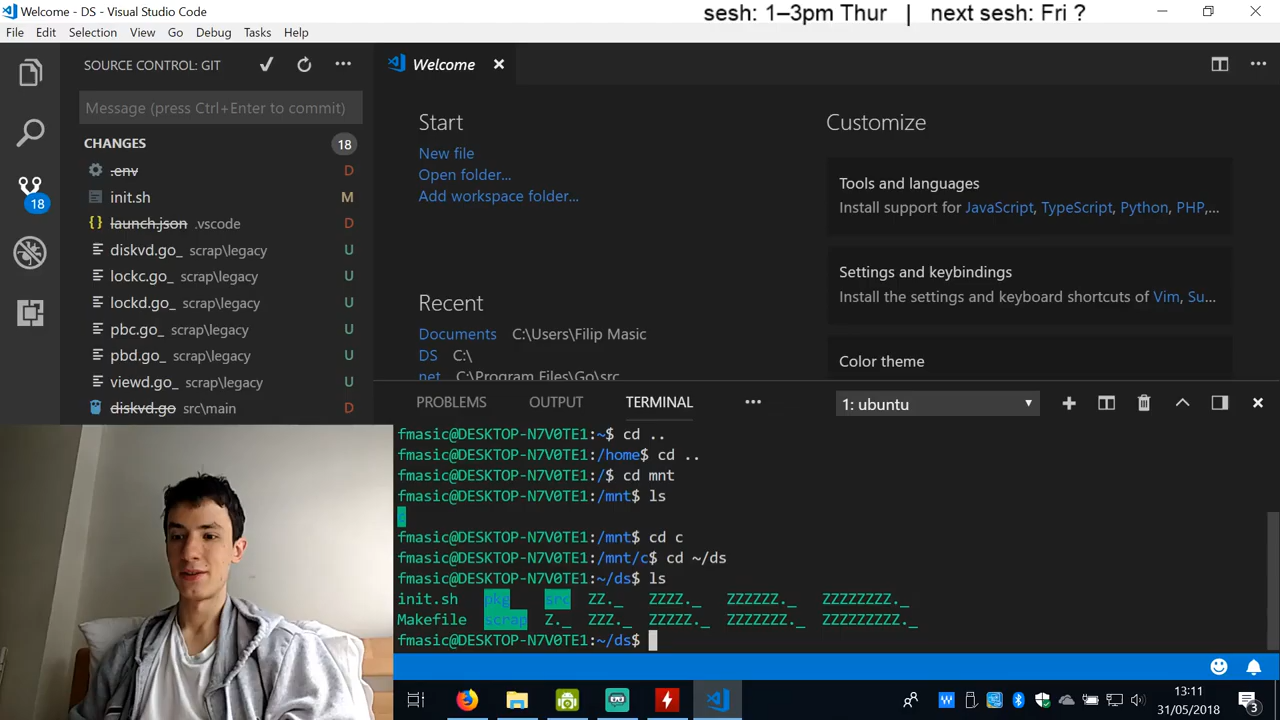 Welcome - DS - Visual Studio Code
sesh: 1–3pm Thur | next sesh: Fri ?
File Edit Selection View Go Debug Tasks Help
SOURCE CONTROL: GIT
Welcome
Message (press Ctrl+Enter to commit)
CHANGES 18
.env D
init.sh M
18
launch.json .vscode D
diskvd.go_ scrap\legacy U
lockc.go_ scrap\legacy U
lockd.go_ scrap\legacy U
pbc.go_ scrap\legacy U
pbd.go_ scrap\legacy U
viewd.go_ scrap\legacy U
diskvd.go src\main D
Start
New file
Open folder...
Add workspace folder...
Recent
Documents C:\Users\Filip Masic
DS C:\
net C:\Program Files\Go\src
Customize
Tools and languages
Install support for JavaScript, TypeScript, Python, PHP,...
Settings and keybindings
Install the settings and keyboard shortcuts of Vim, Su...
Color theme
PROBLEMS OUTPUT TERMINAL ... 1: ubuntu
fmasic@DESKTOP-N7V0TE1:~$ cd ..
fmasic@DESKTOP-N7V0TE1:/home$ cd ..
fmasic@DESKTOP-N7V0TE1:/$ cd mnt
fmasic@DESKTOP-N7V0TE1:/mnt$ ls
c
fmasic@DESKTOP-N7V0TE1:/mnt$ cd c
fmasic@DESKTOP-N7V0TE1:/mnt/c$ cd ~/ds
fmasic@DESKTOP-N7V0TE1:~/ds$ ls
init.sh pkg src ZZ._ ZZZZ._ ZZZZZZ._ ZZZZZZZZ._
Makefile scrap Z._ ZZZ._ ZZZZZ._ ZZZZZZZ._ ZZZZZZZZZ._
fmasic@DESKTOP-N7V0TE1:~/ds$
13:11
31/05/2018
3